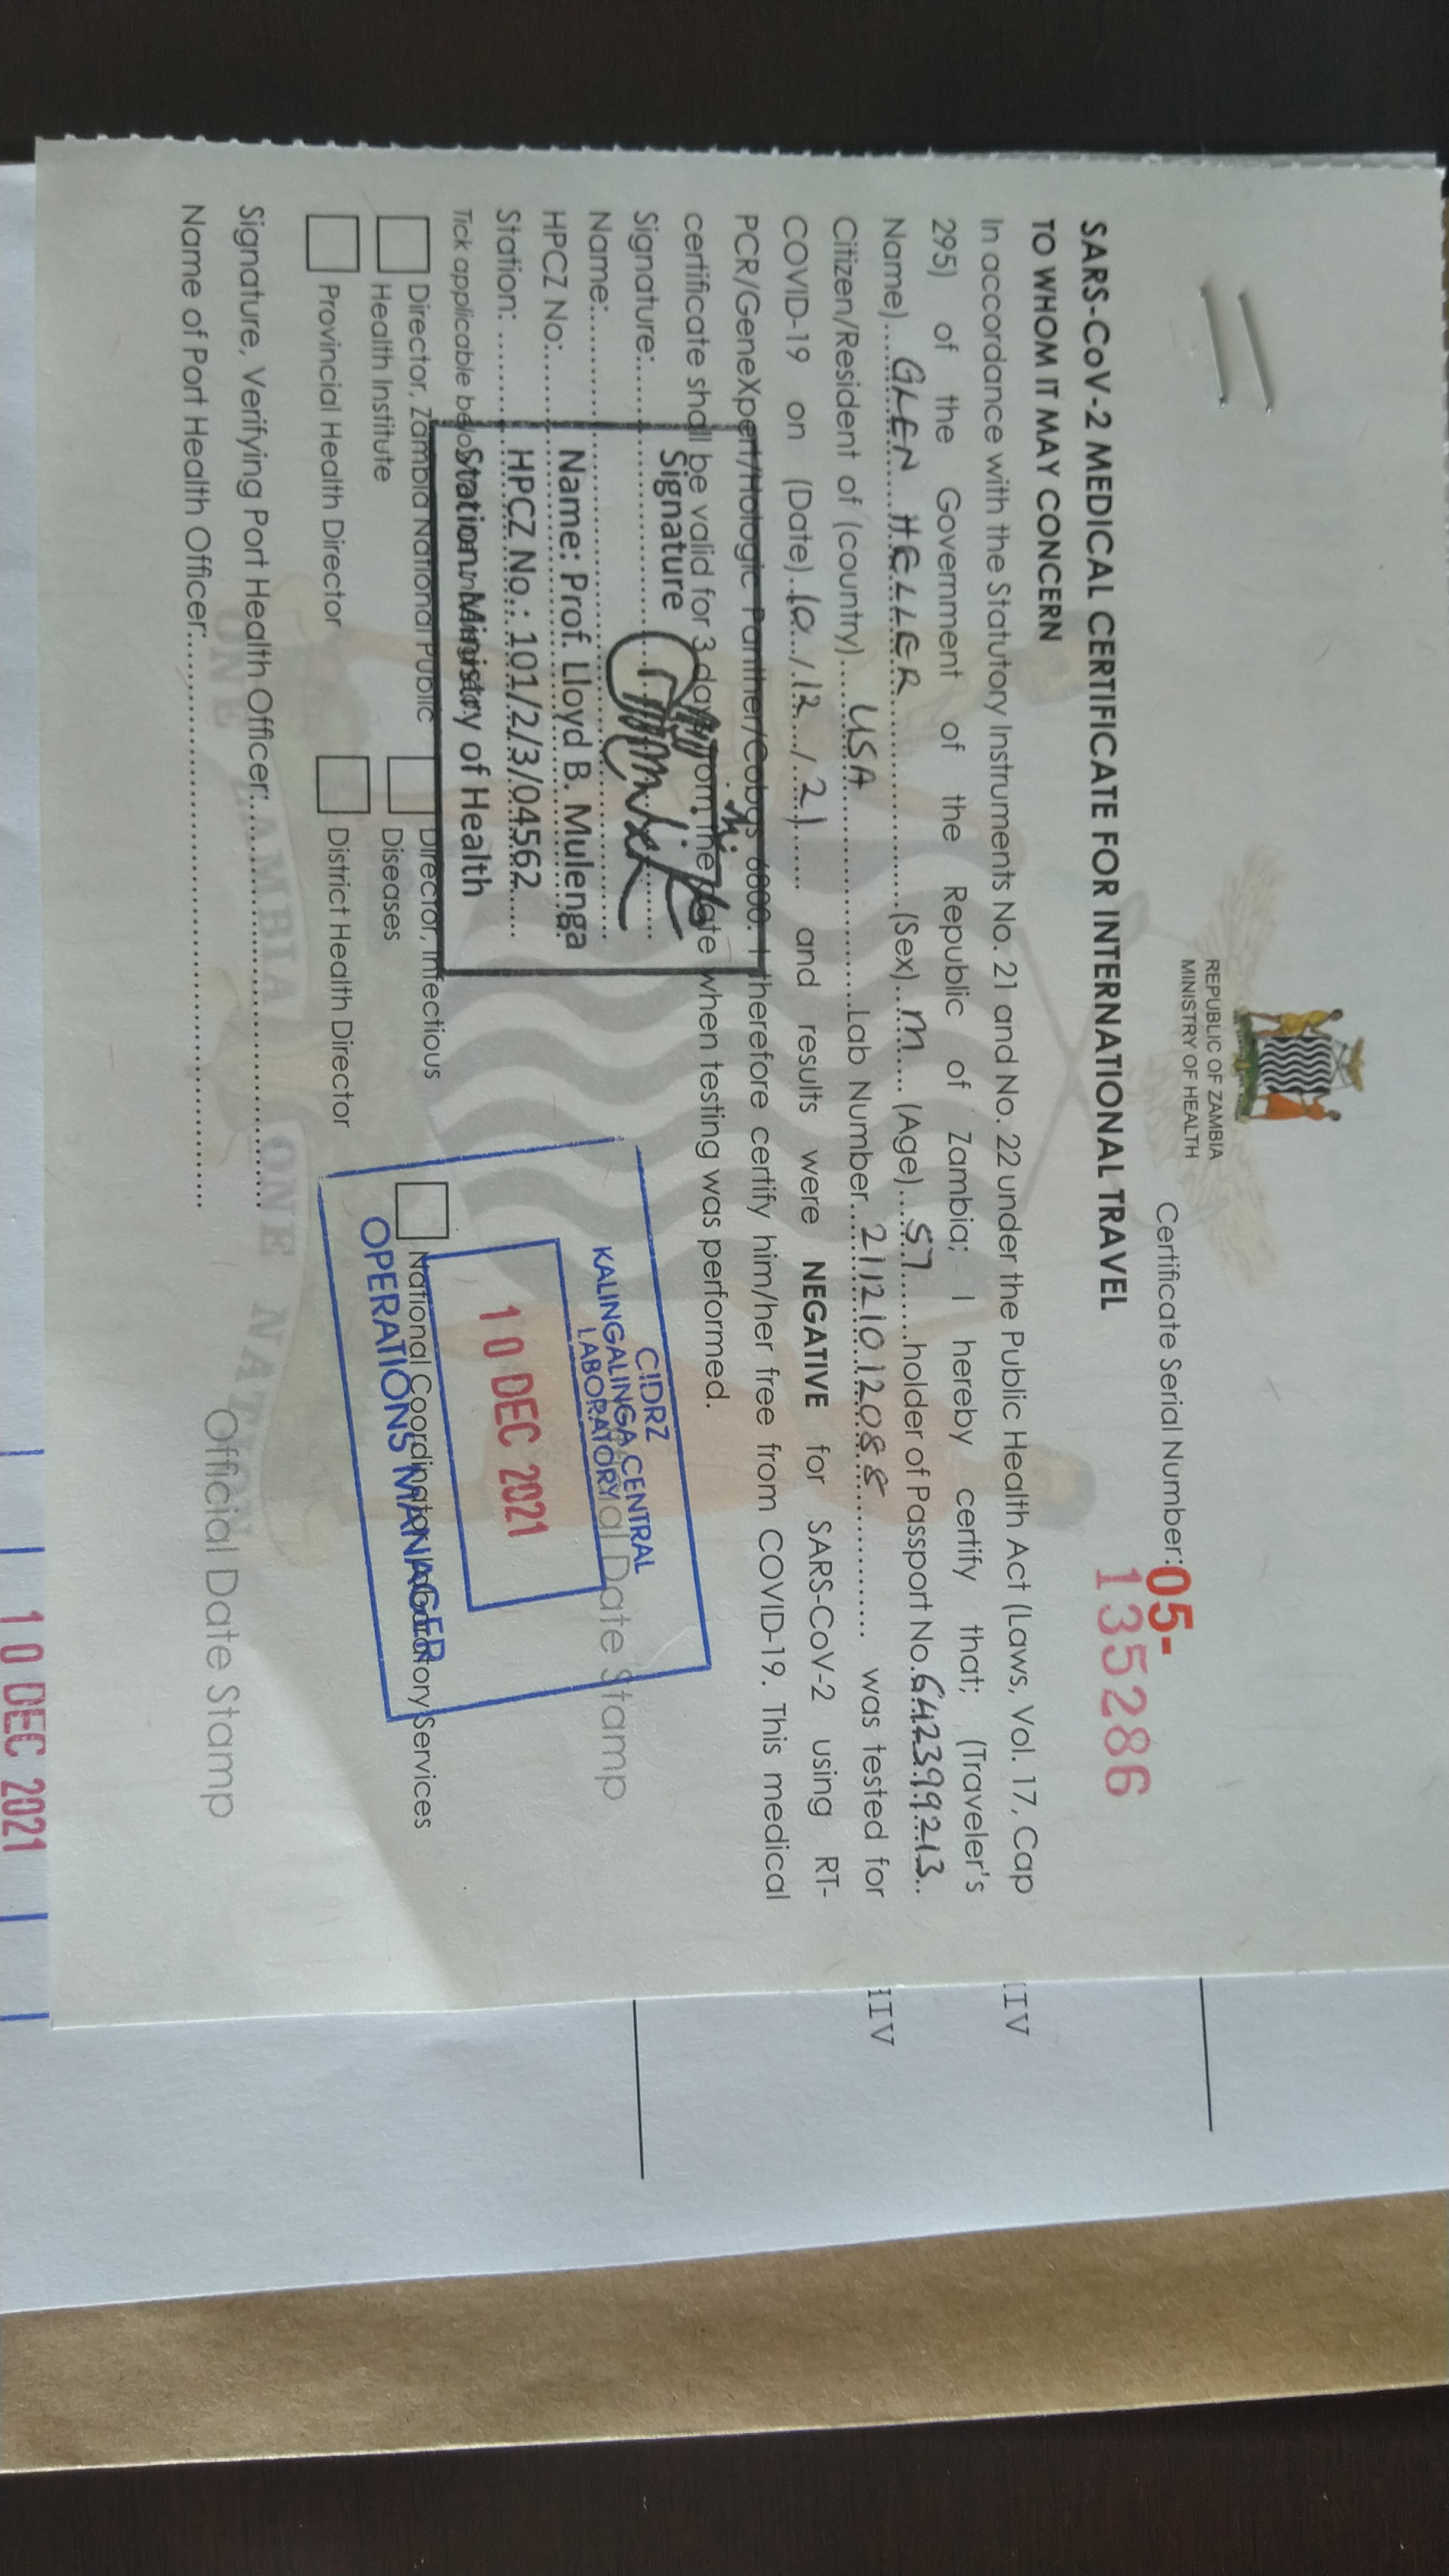 REPUBLIC OF ZAMBIA
MINISTRY OF HEALTH
Certificate Serial Number: 05-
135286
SARS-CoV-2 MEDICAL CERTIFICATE FOR INTERNATIONAL TRAVEL
TO WHOM IT MAY CONCERN
In accordance with the Statutory Instruments No. 21 and No. 22 under the Public Health Act (Laws, Vol. 17, Cap
295) of the Government of the Republic of Zambia; I hereby certify that; (Traveler's
Name)....GLEN HELLER....(Sex)..M....(Age)....57....holder of Passport No.642399213..
Citizen/Resident of (country)....USA....Lab Number..21121012088.... was tested for
COVID-19 on (Date)..10.../.12.../.21.... and results were NEGATIVE for SARS-CoV-2 using RT-
PCR/GeneXpert/Hologic Panther/Cobas 6800. I therefore certify him/her free from COVID-19. This medical
certificate shall be valid for 3 days from the date when testing was performed.
Signature:
Name:
HPCZ No:
Station:
Signature
Name: Prof. Lloyd B. Mulenga
HPCZ No.: 101/2/3/04562
Station: Ministry of Health
CIDRZ
KALINGALINGA CENTRAL
LABORATORY
10 DEC 2021
OPERATIONS MANAGER
Official Date Stamp
Tick applicable
Director, Zambia National Public
Health Institute
Director, Infectious
Diseases
National Coordinator, Laboratory Services
Provincial Health Director
District Health Director
ONE ZAMBIA ONE NATION
Signature, Verifying Port Health Officer:
Name of Port Health Officer:
Official Date Stamp
10 DEC 2021